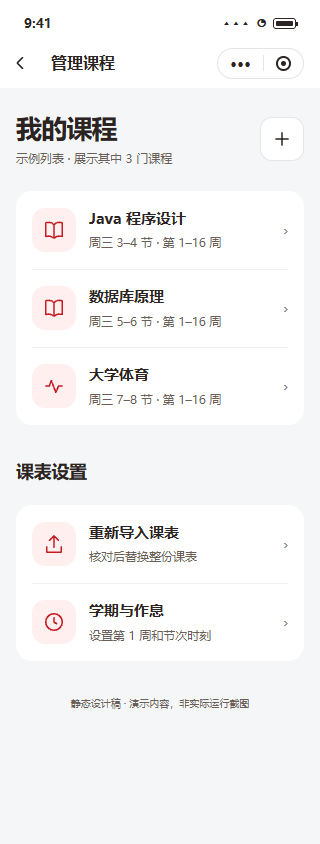 9:41
管理课程
我的课程
示例列表 · 展示其中 3 门课程
Java 程序设计
周三 3–4 节 · 第 1–16 周
数据库原理
周三 5–6 节 · 第 1–16 周
大学体育
周三 7–8 节 · 第 1–16 周
课表设置
重新导入课表
核对后替换整份课表
学期与作息
设置第 1 周和节次时刻
静态设计稿 · 演示内容，非实际运行截图